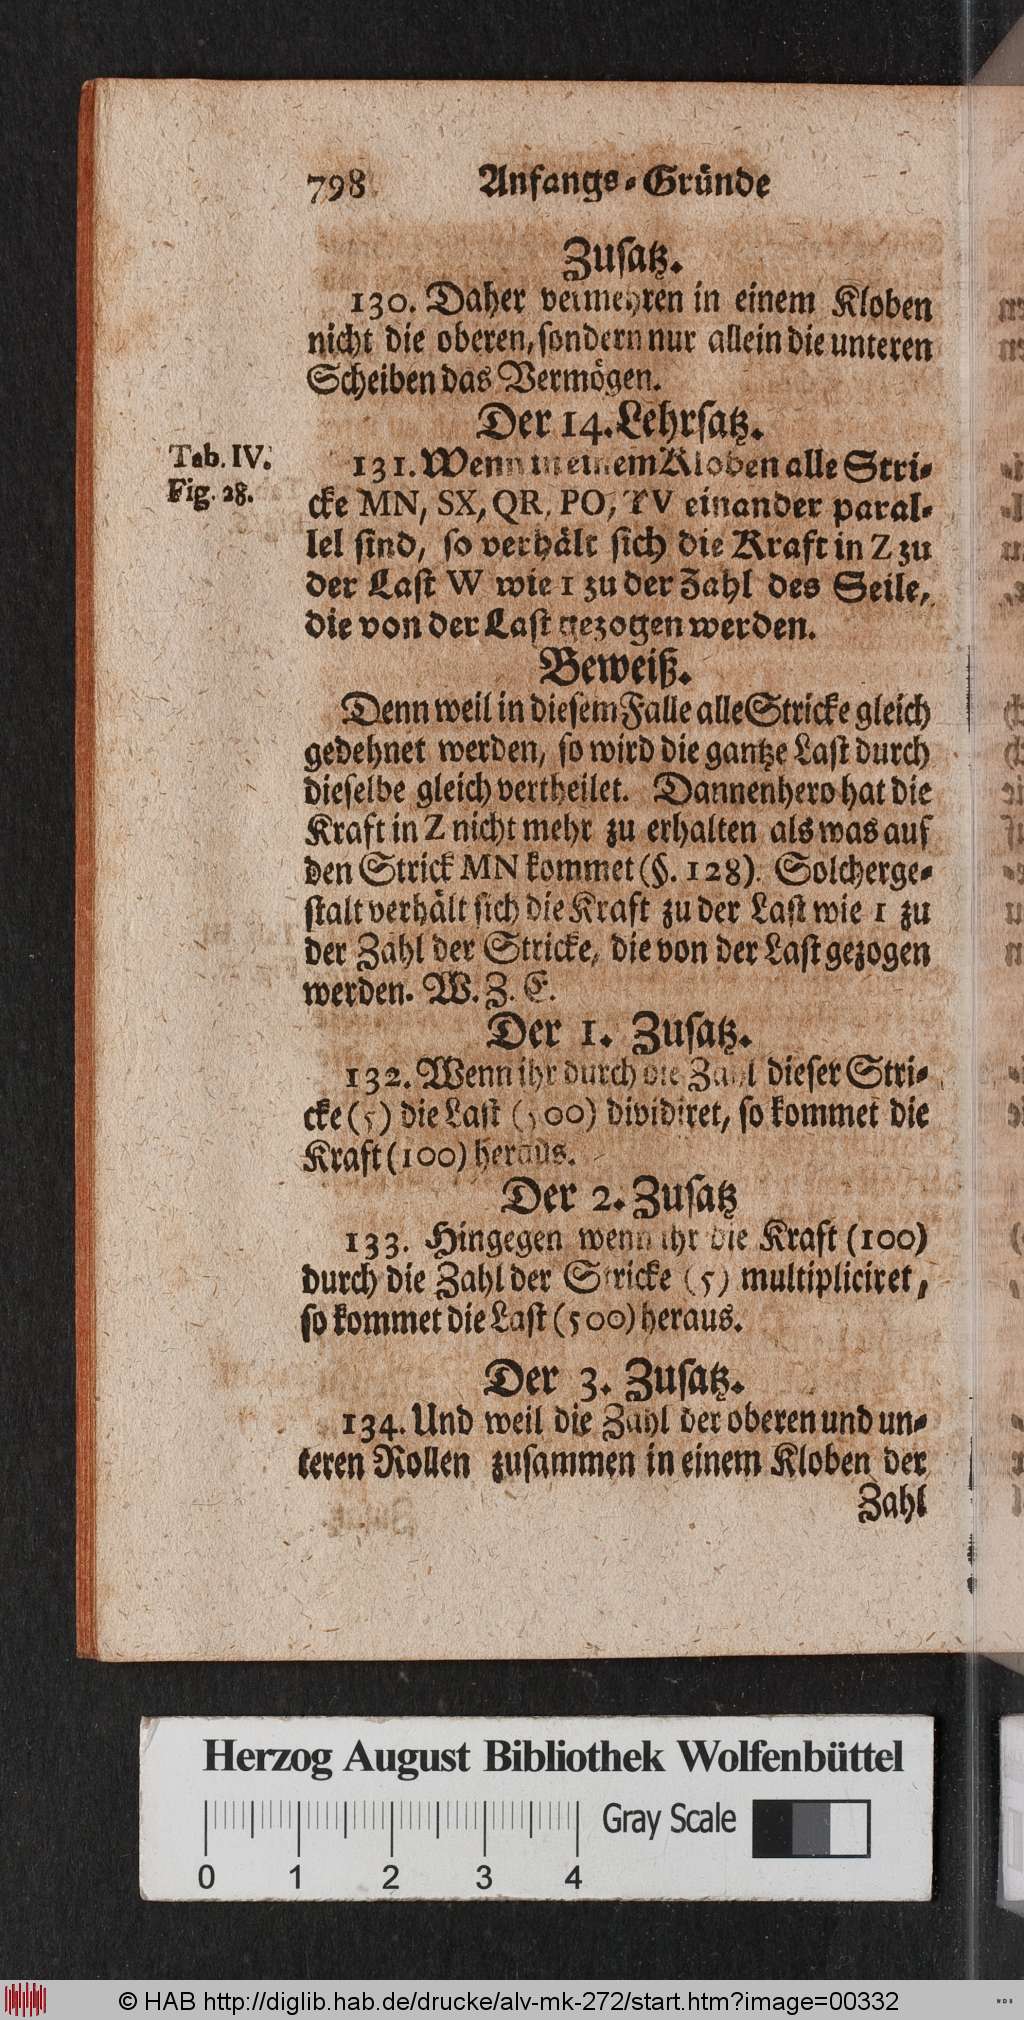 798 Anfangs-Gründe
Zusatz.
130. Daher vermehren in einem Kloben
nicht die oberen, sondern nur allein die unteren
Scheiben das Vermögen.
Der 14. Lehrsatz.
Tab. IV.
Fig. 28.
131. Wenn in einem Kloben alle Stri-
cke MN, SX, QR, PO, TV einander paral-
lel sind, so verhält sich die Kraft in Z zu
der Last W wie 1 zu der Zahl des Seile,
die von der Last gezogen werden.
Beweiß.
Denn weil in diesem Falle alle Stricke gleich
gedehnet werden, so wird die gantze Last durch
dieselbe gleich vertheilet. Dannenhero hat die
Kraft in Z nicht mehr zu erhalten als was auf
den Strick MN kommet (§. 128). Solcherge-
stalt verhält sich die Kraft zu der Last wie 1 zu
der Zahl der Stricke, die von der Last gezogen
werden. W. Z. E.
Der 1. Zusatz.
132. Wenn ihr durch die Zahl dieser Stri-
cke (5) die Last (500) dividiret, so kommet die
Kraft (100) heraus.
Der 2. Zusatz
133. Hingegen wenn ihr die Kraft (100)
durch die Zahl der Stricke (5) multipliciret,
so kommet die Last (500) heraus.
Der 3. Zusatz.
134. Und weil die Zahl der oberen und un-
teren Rollen zusammen in einem Kloben der
Zahl
Herzog August Bibliothek Wolfenbüttel
Gray Scale
0 1 2 3 4
© HAB http://diglib.hab.de/drucke/alv-mk-272/start.htm?image=00332